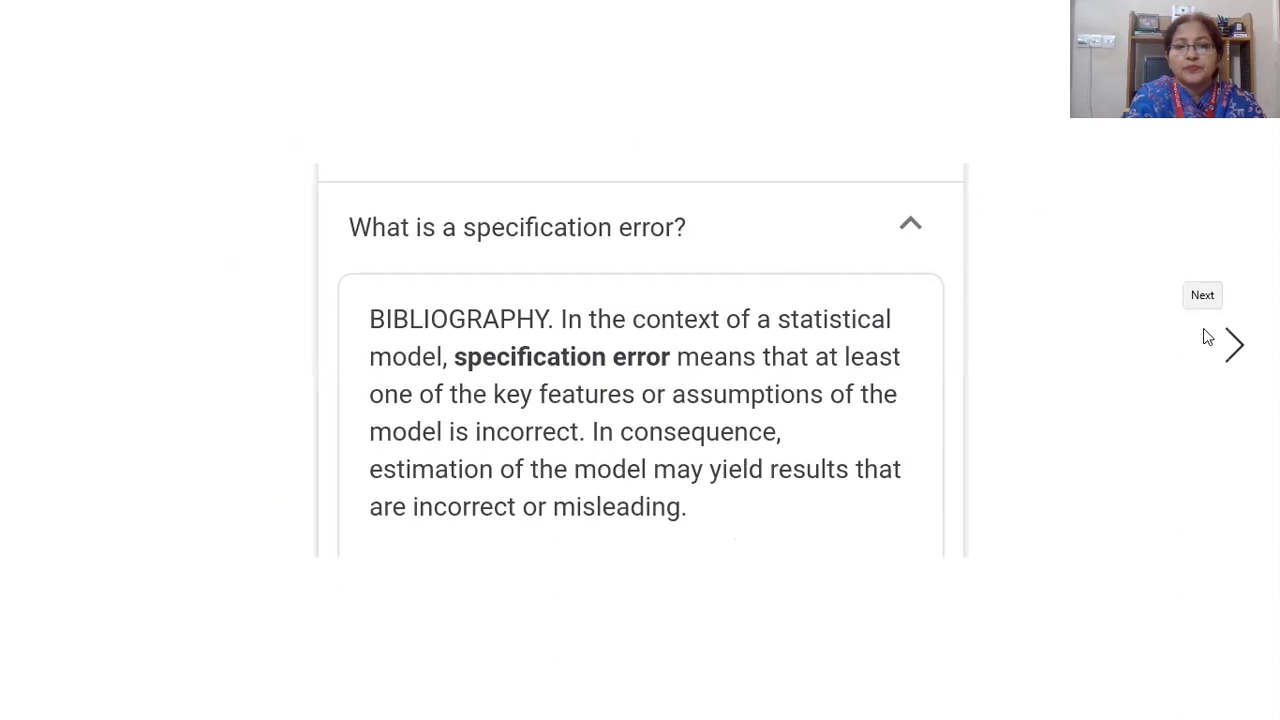 What is a specification error?
BIBLIOGRAPHY. In the context of a statistical
model, specification error means that at least
one of the key features or assumptions of the
model is incorrect. In consequence,
estimation of the model may yield results that
are incorrect or misleading.
Next